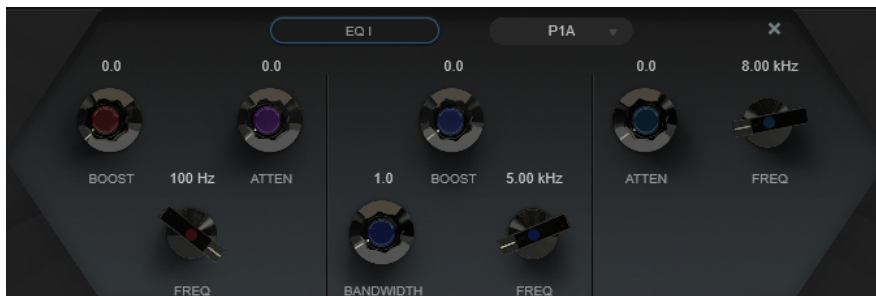 EQ I P1A
0.0 0.0 0.0 0.0 8.00 kHz
BOOST 100 Hz ATTEN 1.0 BOOST 5.00 kHz ATTEN FREQ
FREQ BANDWIDTH FREQ